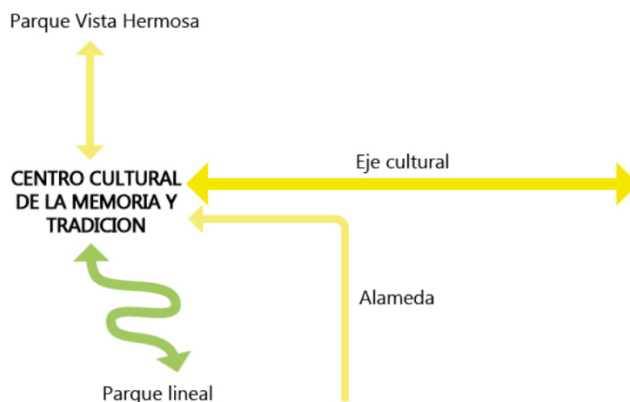 Parque Vista Hermosa
Eje cultural
CENTRO CULTURAL
DE LA MEMORIA Y
TRADICION
Alameda
Parque lineal